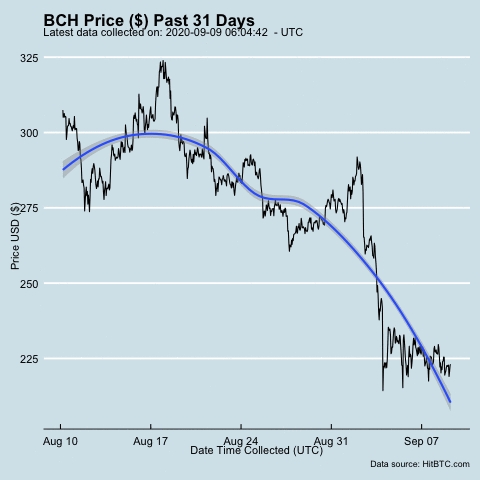 BCH Price ($) Past 31 Days
Latest data collected on: 2020-09-09 06:04:42 - UTC
325
300
275
250
225
Price USD ($)
Aug 10
Aug 17
Aug 24
Aug 31
Sep 07
Date Time Collected (UTC)
Data source: HitBTC.com